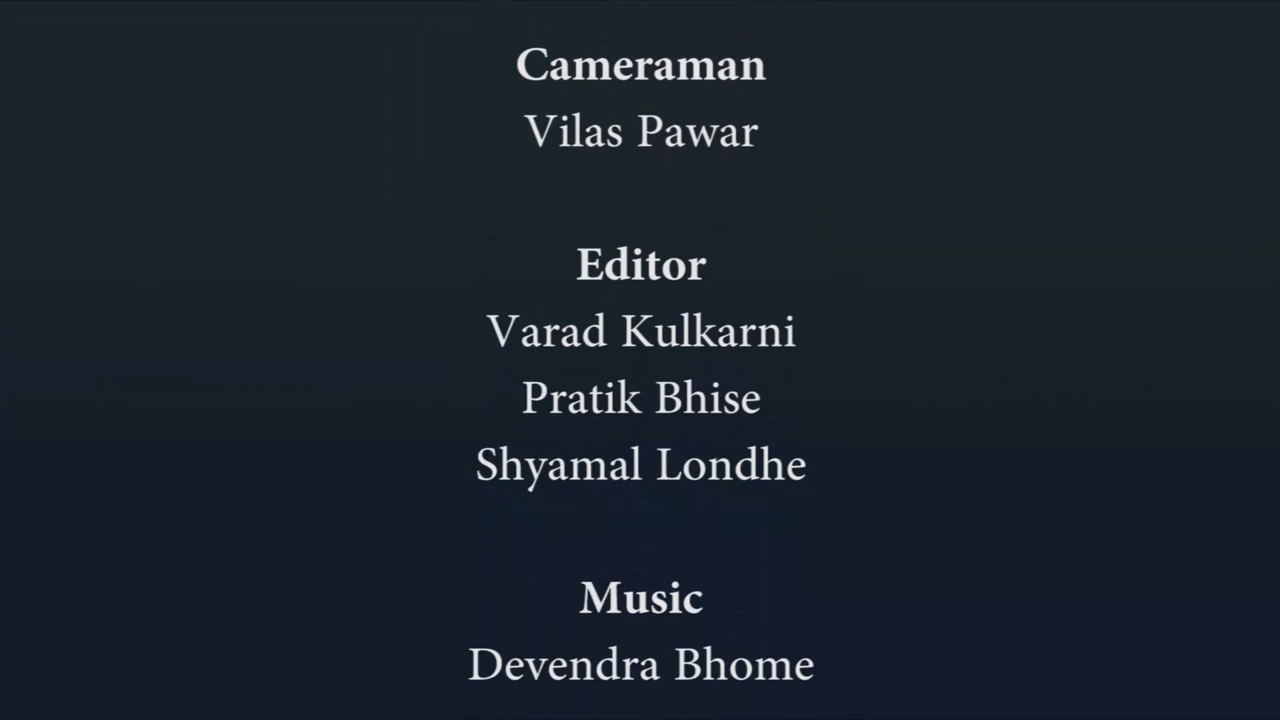 Cameraman
Vilas Pawar
Editor
Varad Kulkarni
Pratik Bhise
Shyamal Londhe
Music
Devendra Bhome